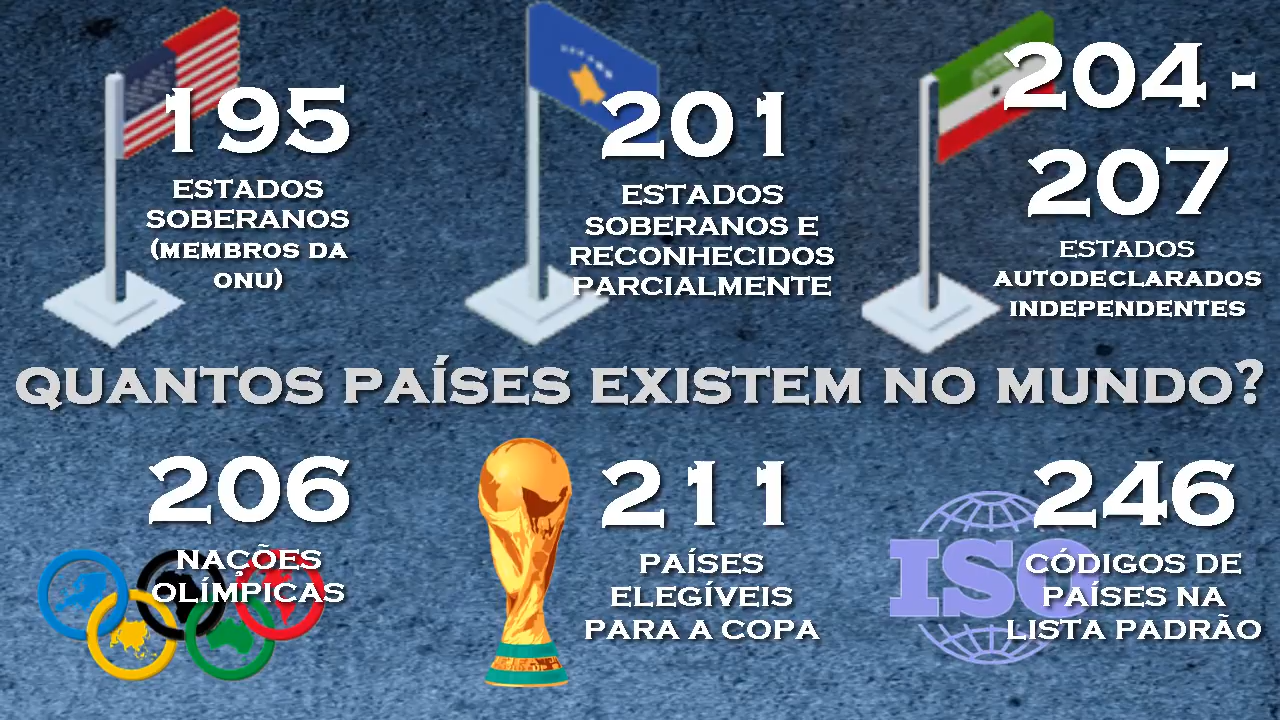 195
ESTADOS
SOBERANOS
(MEMBROS DA
ONU)
201
ESTADOS
SOBERANOS E
RECONHECIDOS
PARCIALMENTE
204 -
207
ESTADOS
AUTODECLARADOS
INDEPENDENTES
QUANTOS PAÍSES EXISTEM NO MUNDO?
206
NAÇÕES
OLÍMPICAS
211
PAÍSES
ELEGÍVEIS
PARA A COPA
246
ISO
CÓDIGOS DE
PAÍSES NA
LISTA PADRÃO